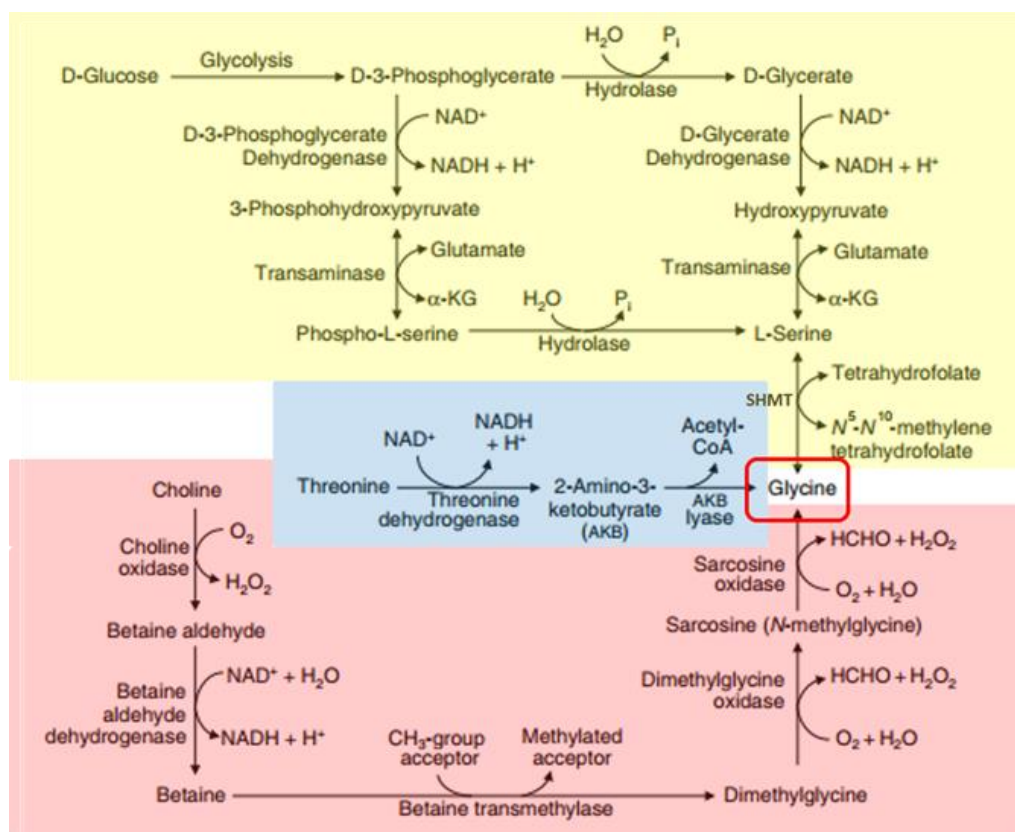 D-Glucose
Glycolysis
D-3-Phosphoglycerate
H₂O
Pᵢ
Hydrolase
D-Glycerate
D-3-Phosphoglycerate
Dehydrogenase
NAD⁺
NADH + H⁺
D-Glycerate
Dehydrogenase
NAD⁺
NADH + H⁺
3-Phosphohydroxypyruvate
Hydroxypyruvate
Transaminase
Glutamate
α-KG
Transaminase
Glutamate
α-KG
Phospho-L-serine
H₂O
Pᵢ
Hydrolase
L-Serine
SHMT
Tetrahydrofolate
N⁵-N¹⁰-methylene
tetrahydrofolate
Threonine
NAD⁺
NADH
+ H⁺
Threonine
dehydrogenase
2-Amino-3-
ketobutyrate
(AKB)
Acetyl-
CoA
AKB
lyase
Glycine
Choline
Choline
oxidase
O₂
H₂O₂
Sarcosine
oxidase
HCHO + H₂O₂
O₂ + H₂O
Betaine aldehyde
Sarcosine (N-methylglycine)
Betaine
aldehyde
dehydrogenase
NAD⁺ + H₂O
NADH + H⁺
Dimethylglycine
oxidase
HCHO + H₂O₂
O₂ + H₂O
Betaine
CH₃-group
acceptor
Methylated
acceptor
Betaine transmethylase
Dimethylglycine